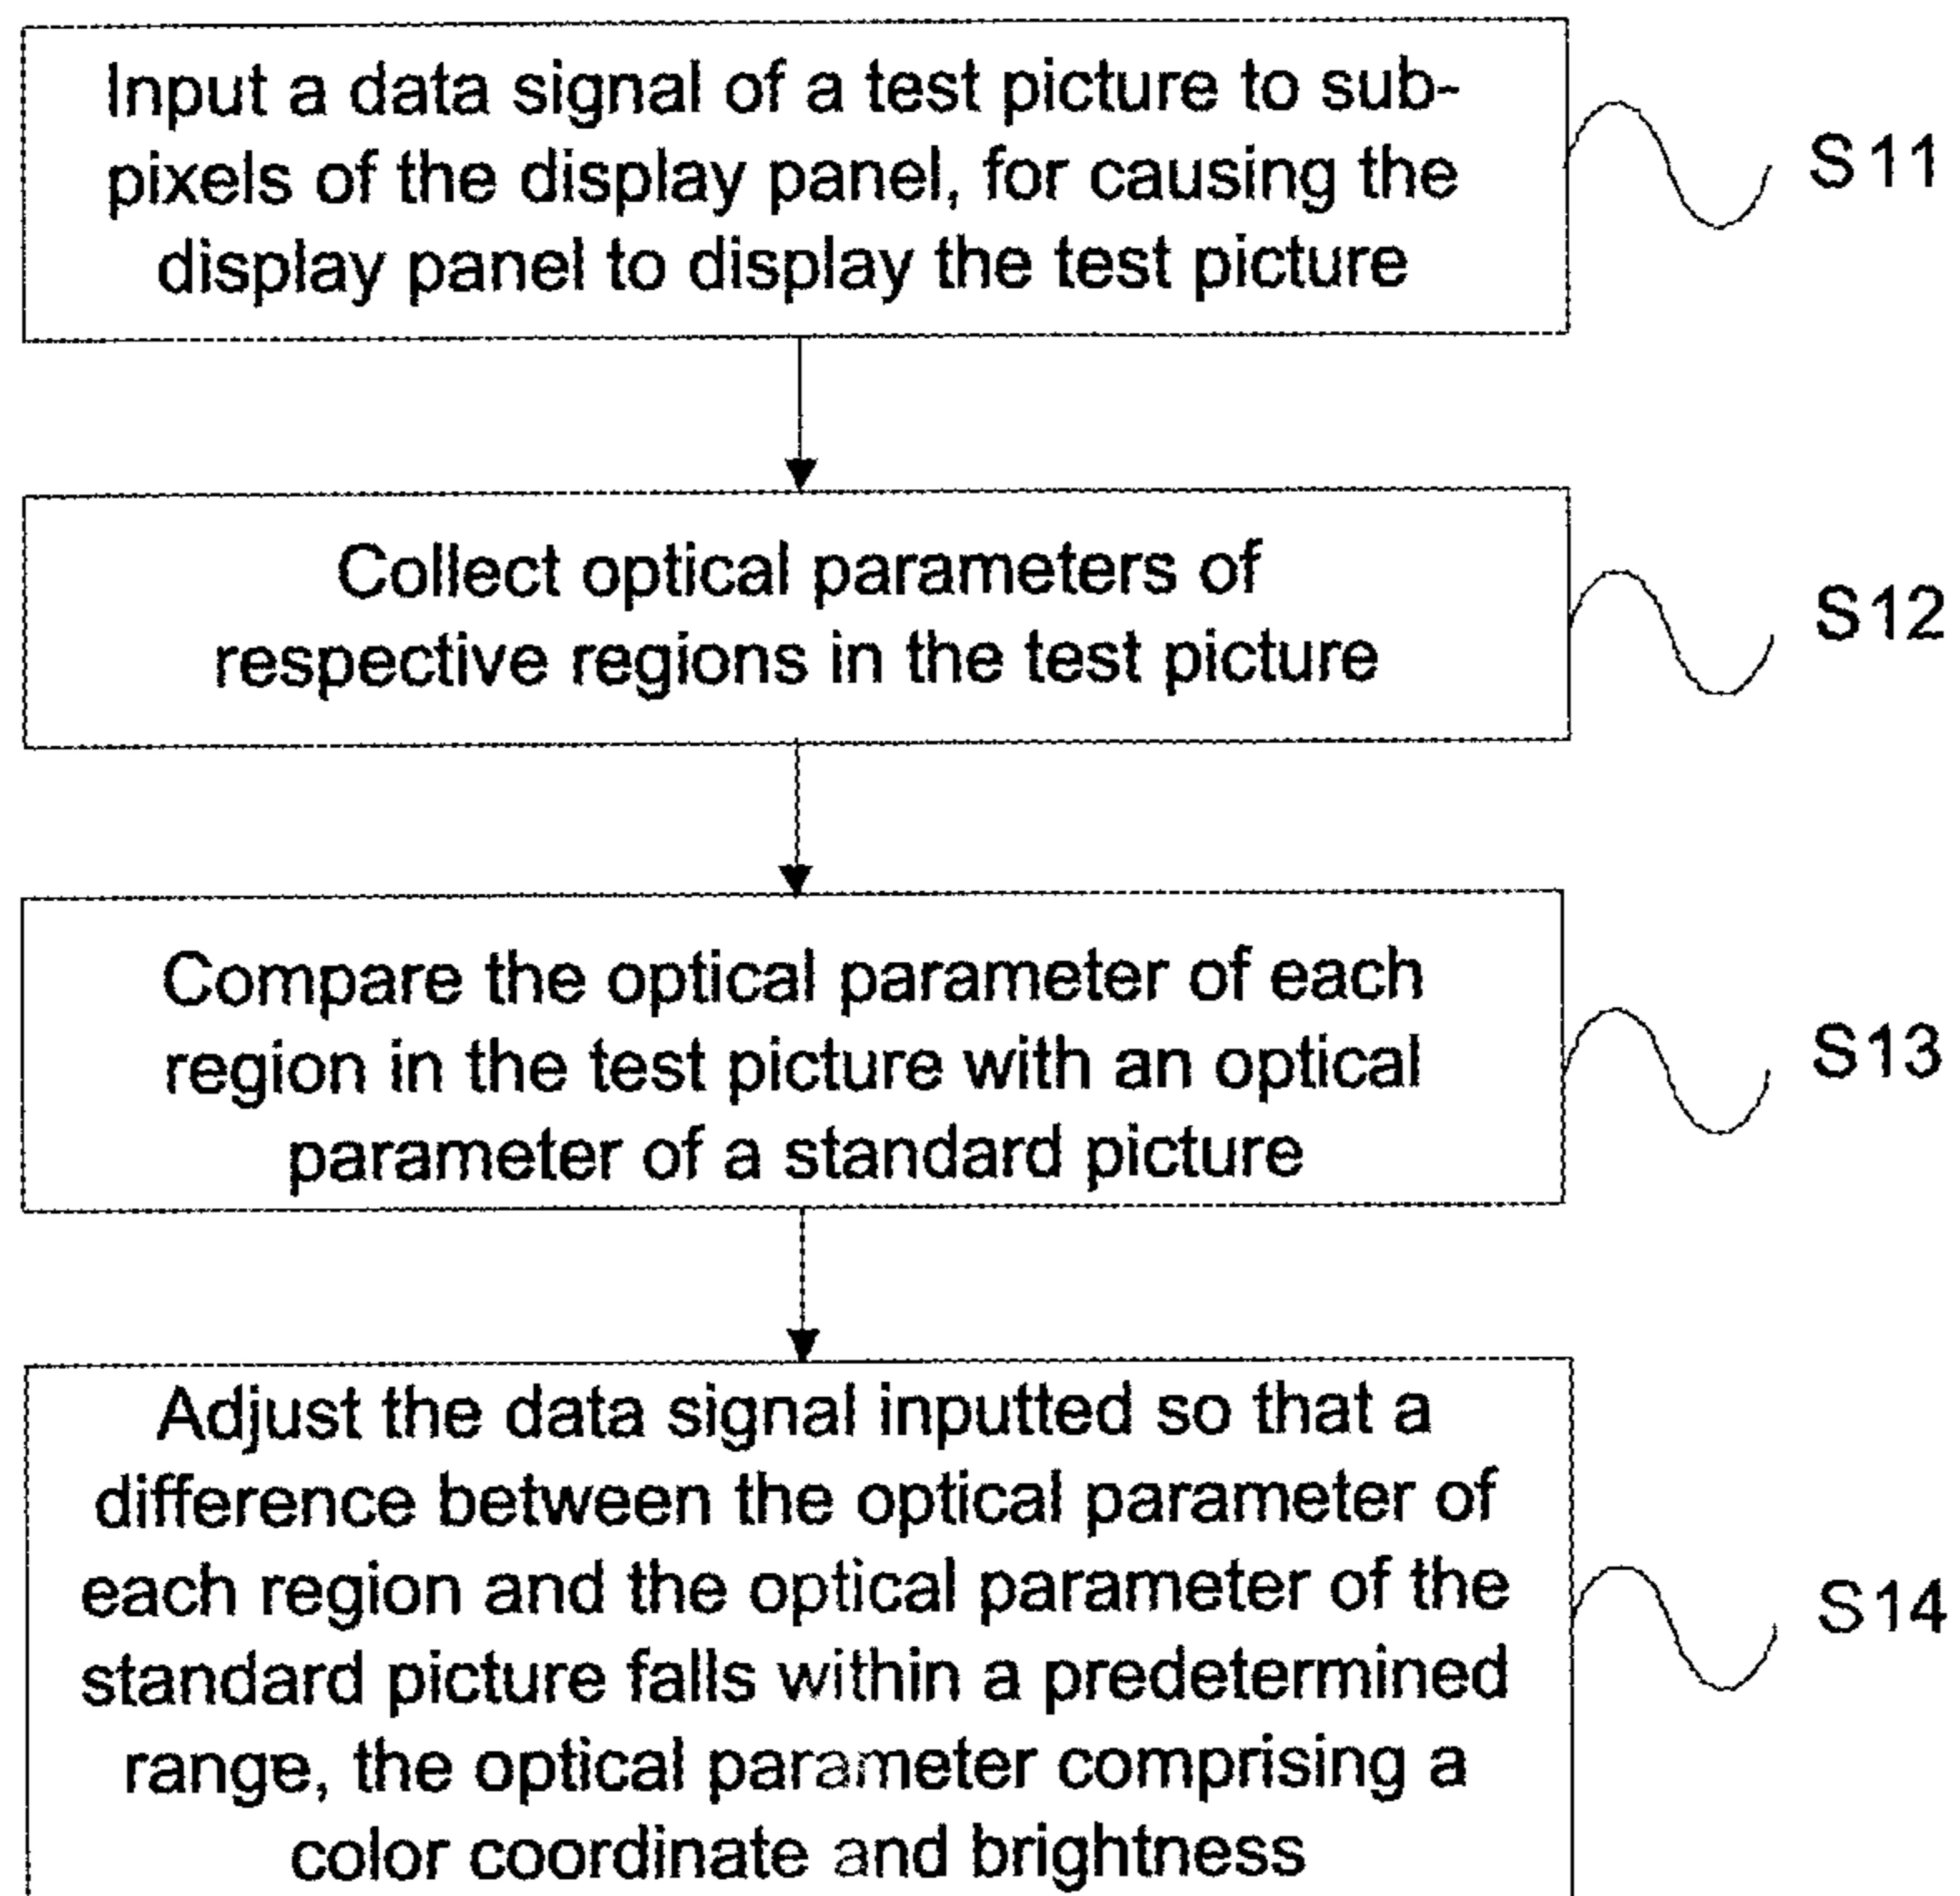 Input a data signal of a test picture to sub-
pixels of the display panel, for causing the
display panel to display the test picture
S11
Collect optical parameters of
respective regions in the test picture
S12
Compare the optical parameter of each
region in the test picture with an optical
parameter of a standard picture
S13
Adjust the data signal inputted so that a
difference between the optical parameter of
each region and the optical parameter of the
standard picture falls within a predetermined
range, the optical parameter comprising a
color coordinate and brightness
S14